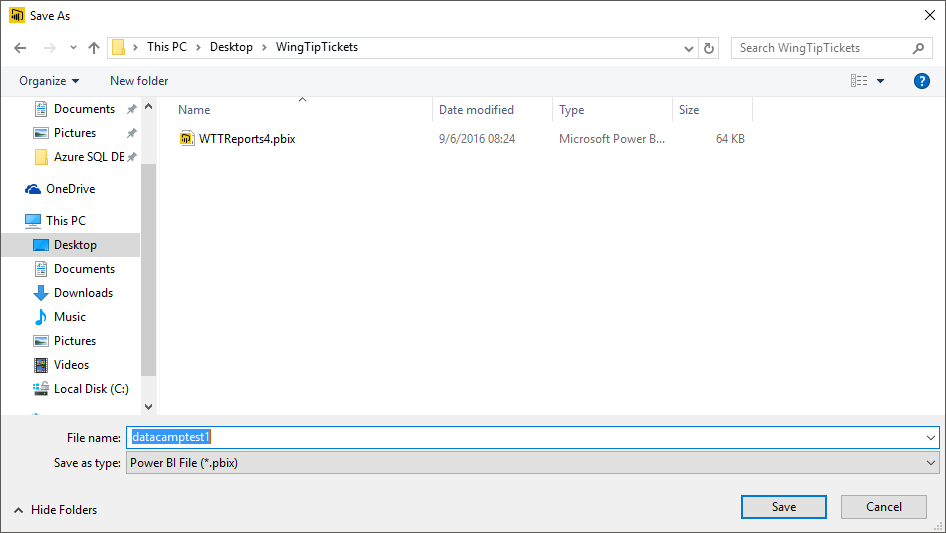 Save As
This PC > Desktop > WingTipTickets
Search WingTipTickets
Organize
New folder
Name
Date modified
Type
Size
WTTReports4.pbix
9/6/2016 08:24
Microsoft Power B...
64 KB
Documents
Pictures
Azure SQL DE
OneDrive
This PC
Desktop
Documents
Downloads
Music
Pictures
Videos
Local Disk (C:)
File name: datacamptest1
Save as type: Power BI File (*.pbix)
Hide Folders
Save
Cancel